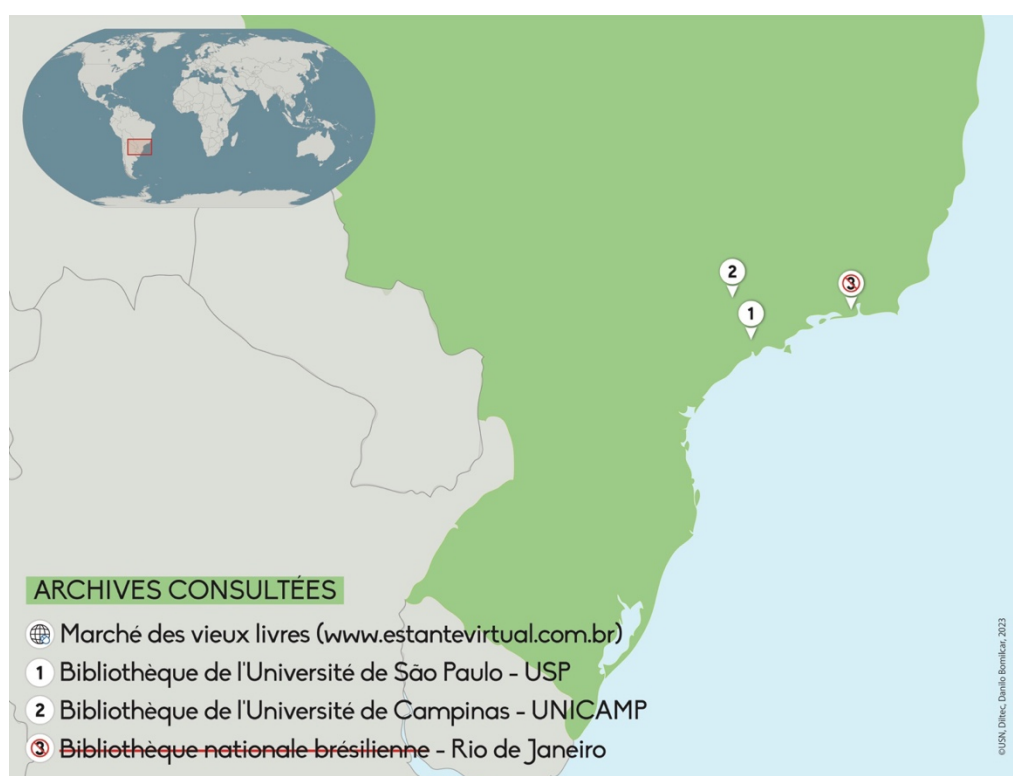 2
3
1
ARCHIVES CONSULTÉES
Marché des vieux livres (www.estantevirtual.com.br)
1 Bibliothèque de l'Université de São Paulo - USP
2 Bibliothèque de l'Université de Campinas - UNICAMP
3 Bibliothèque nationale brésilienne - Rio de Janeiro
©USN, Diltec, Danilo Bomilcar, 2023